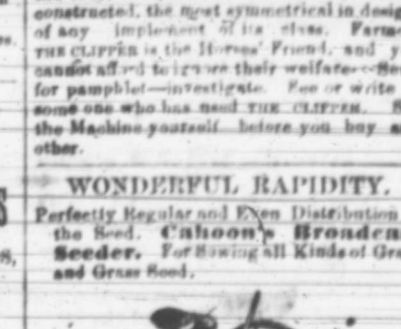 constructed, the most symmetrical in desig
of any implement of its class. Farme
THE CLIPPER is the Horses' Friend, and y
cannot afford to ignore their welfare—Se
for pamphlet—investigate. See or write
some one who has used THE CLIPPER. S
the Machine yourself before you buy a
other.
WONDERFUL RAPIDITY.
Perfectly Regular and Even Distribution
the Seed. Cahoon's Broadca
Seeder. For Sowing all Kinds of Gra
and Grass Seed.